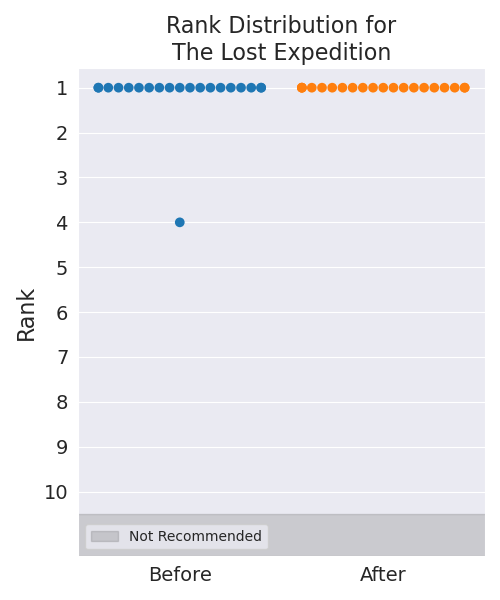 Rank Distribution for
The Lost Expedition
1
2
3
4
5
6
7
8
9
10
Rank
Not Recommended
Before
After